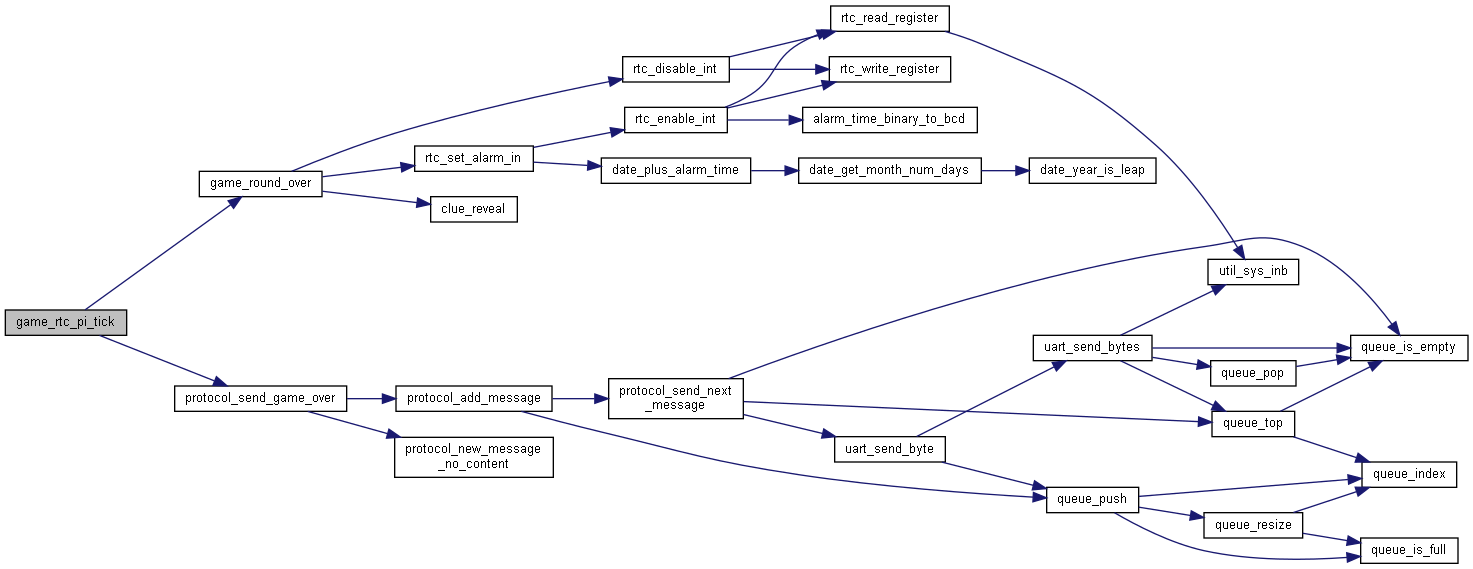 rtc_read_register
rtc_disable_int
rtc_write_register
rtc_enable_int
alarm_time_binary_to_bcd
rtc_set_alarm_in
date_plus_alarm_time
date_get_month_num_days
date_year_is_leap
game_round_over
clue_reveal
util_sys_inb
game_rtc_pi_tick
uart_send_bytes
queue_is_empty
queue_pop
protocol_send_game_over
protocol_add_message
protocol_send_next
_message
queue_top
uart_send_byte
protocol_new_message
_no_content
queue_index
queue_push
queue_resize
queue_is_full